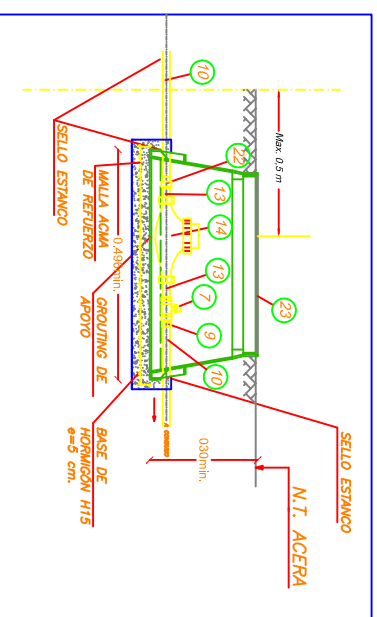 SELLO ESTANCO
N.T. ACERA
Max. 0,5 m
23
10
22
13
14
13
7
9
10
030min.
0,496min.
SELLO ESTANCO
MALLA ACMA
DE REFUERZO
GROUTING DE
APOYO
BASE DE
HORMIGÓN H15
e=5 cm.